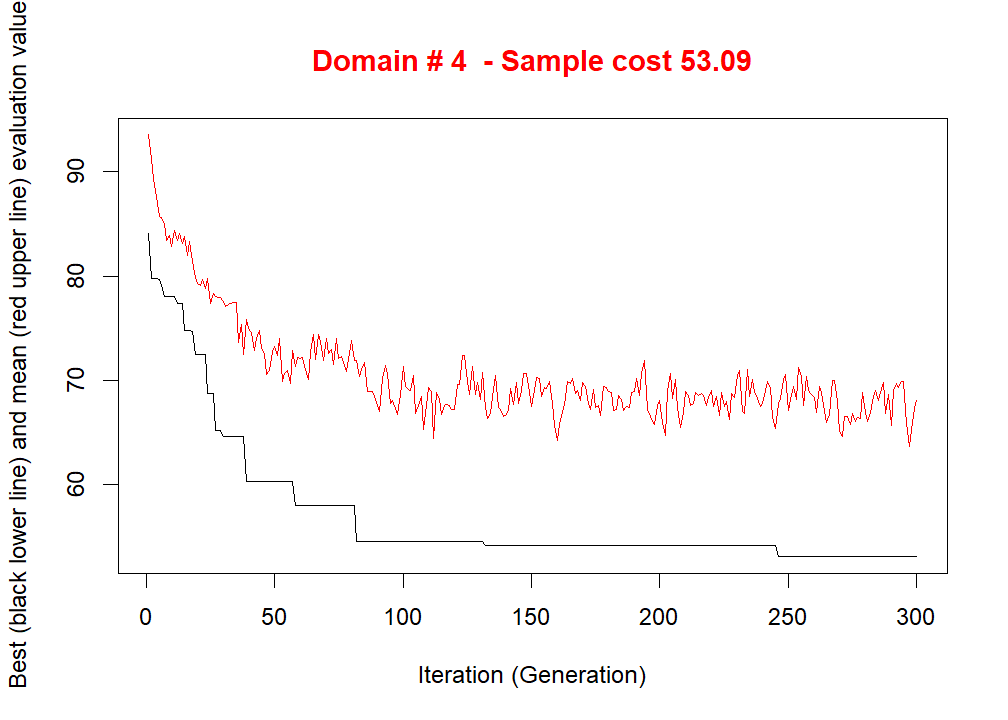 Domain # 4  - Sample cost 53.09
Best (black lower line) and mean (red upper line) evaluation value
90
80
70
60
0 50 100 150 200 250 300
Iteration (Generation)